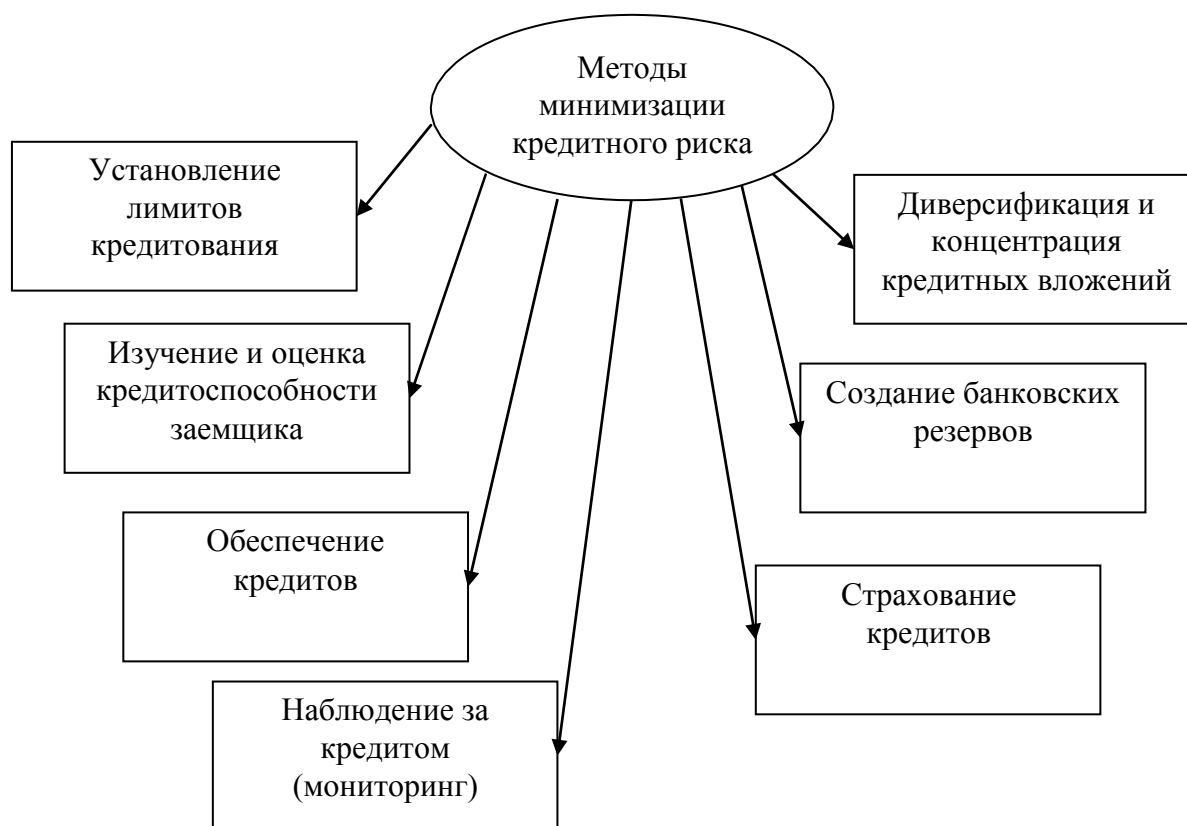 Методы
минимизации
кредитного риска
Установление
лимитов
кредитования
Диверсификация и
концентрация
кредитных вложений
Изучение и оценка
кредитоспособности
заемщика
Создание банковских
резервов
Обеспечение
кредитов
Страхование
кредитов
Наблюдение за
кредитом
(мониторинг)